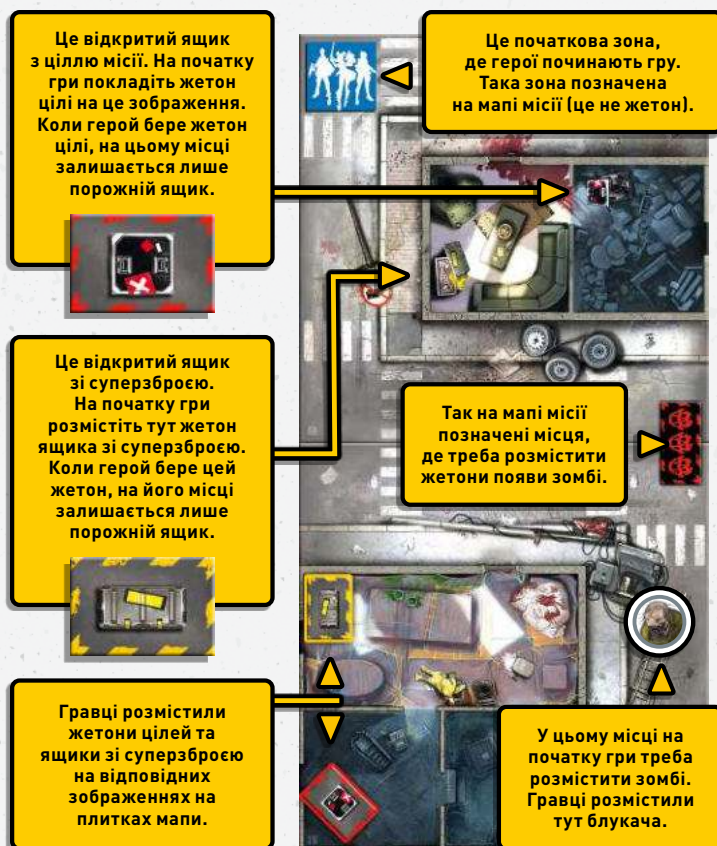 Це відкритий ящик
з ціллю місії. На початку
гри покладіть жетон
цілі на це зображення.
Коли герой бере жетон
цілі, на цьому місці
залишається лише
порожній ящик.
Це початкова зона,
де герої починають гру.
Така зона позначена
на мапі місії (це не жетон).
Це відкритий ящик
зі суперзброєю.
На початку гри
розмістіть тут жетон
ящика зі суперзброєю.
Коли герой бере цей
жетон, на його місці
залишається лише
порожній ящик.
Так на мапі місії
позначені місця,
де треба розмістити
жетони появи зомбі.
Гравці розмістили
жетони цілей та
ящики зі суперзброєю
на відповідних
зображеннях на
плитках мапи.
У цьому місці на
початку гри треба
розмістити зомбі.
Гравці розмістили
тут блукача.